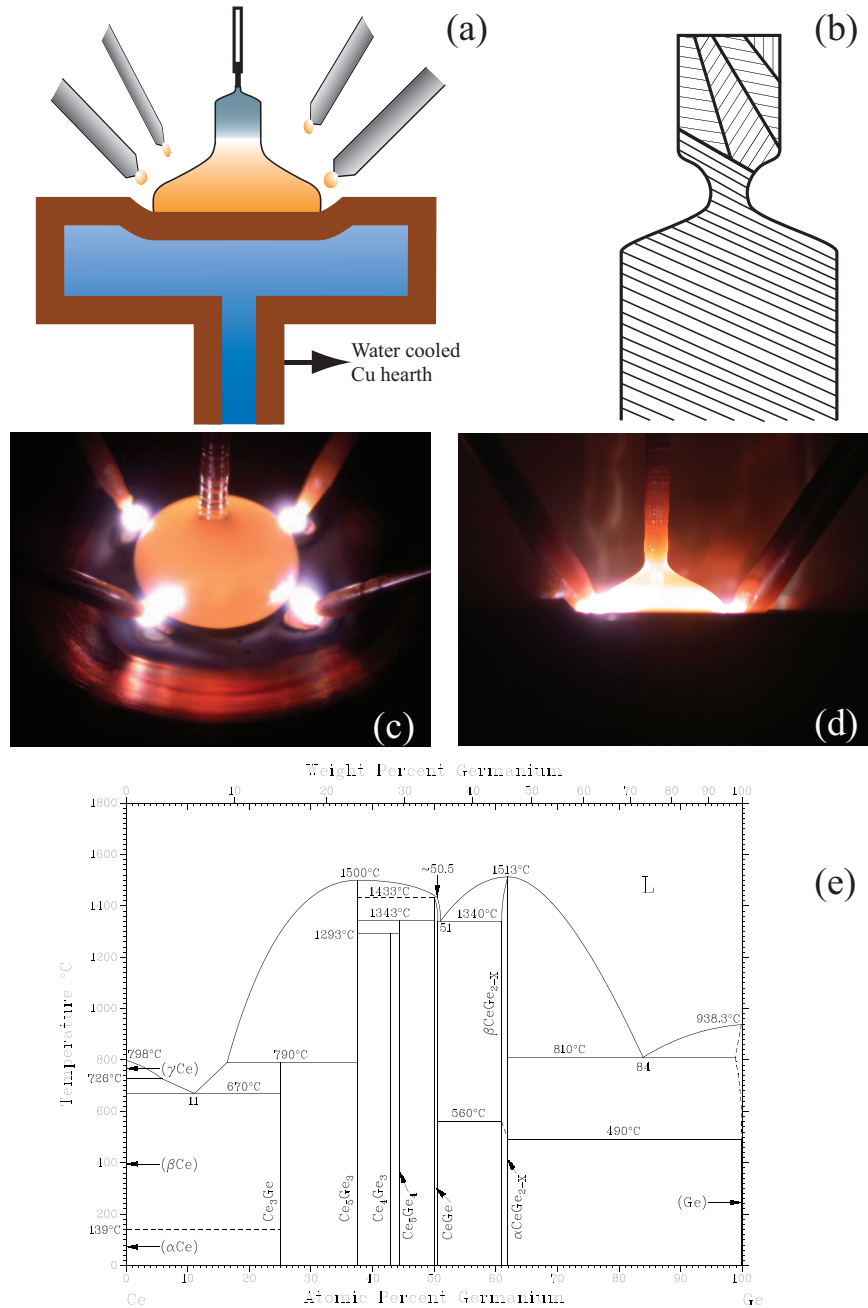 (a)
(b)
Water cooled
Cu hearth
(c)
(d)
Weight Percent Germanium
0 10 20 30 40 50 60 70 80 90 100
(e)
1800
1600
1400
1200
1000
800
600
400
200
0
Temperature °C
1500°C
~50.5
1513°C
L
1433°C
1343°C
1340°C
51
1293°C
938.3°C
798°C
(γCe)
790°C
810°C
84
726°C
670°C
11
560°C
490°C
(βCe)
139°C
(αCe)
Ce₃Ge
Ce₅Ge₃
Ce₄Ge₃
Ce₅Ge₄
CeGe
βCeGe₂₋ₓ
αCeGe₂₋ₓ
(Ge)
0 10 20 30 40 50 60 70 80 90 100
Ce
Atomic Percent Germanium
Ge